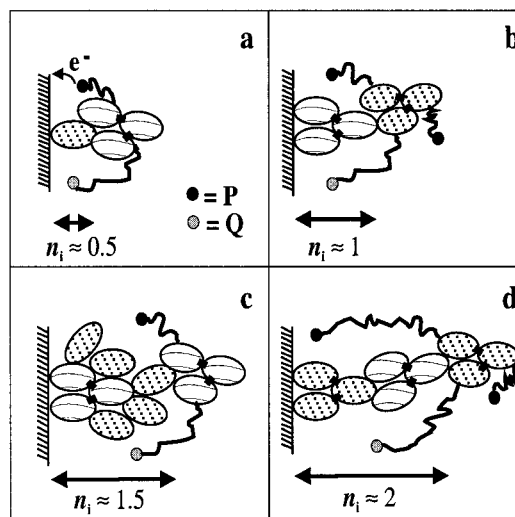 a
e⁻
● = P
● = Q
nᵢ ≈ 0.5
b
nᵢ ≈ 1
c
nᵢ ≈ 1.5
d
nᵢ ≈ 2